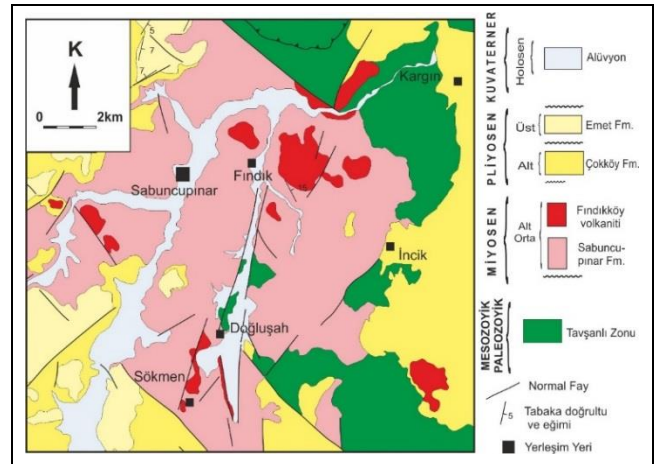 K
0 2km
5
7
7
Kargın
Sabuncupınar
Fındık
15
İncik
Doğluşah
Sökmen
KUVATERNER
Holosen
Alüvyon
PLİYOSEN
Üst
Emet Fm.
Alt
Çokköy Fm.
MİYOSEN
Alt
Orta
Fındıkköy
volkaniti
Sabuncu-
pınar Fm.
MESOZOYİK
PALEOZOYİK
Tavşanlı Zonu
Normal Fay
5
Tabaka doğrultu
ve eğimi
Yerleşim Yeri